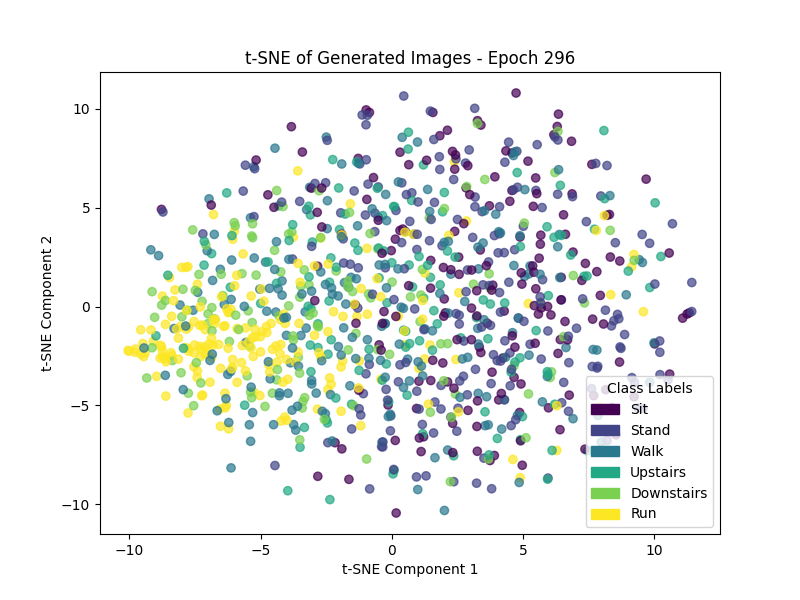 t-SNE of Generated Images - Epoch 296
t-SNE Component 2
10
5
0
−5
−10
−10
−5
0
5
10
t-SNE Component 1
Class Labels
Sit
Stand
Walk
Upstairs
Downstairs
Run